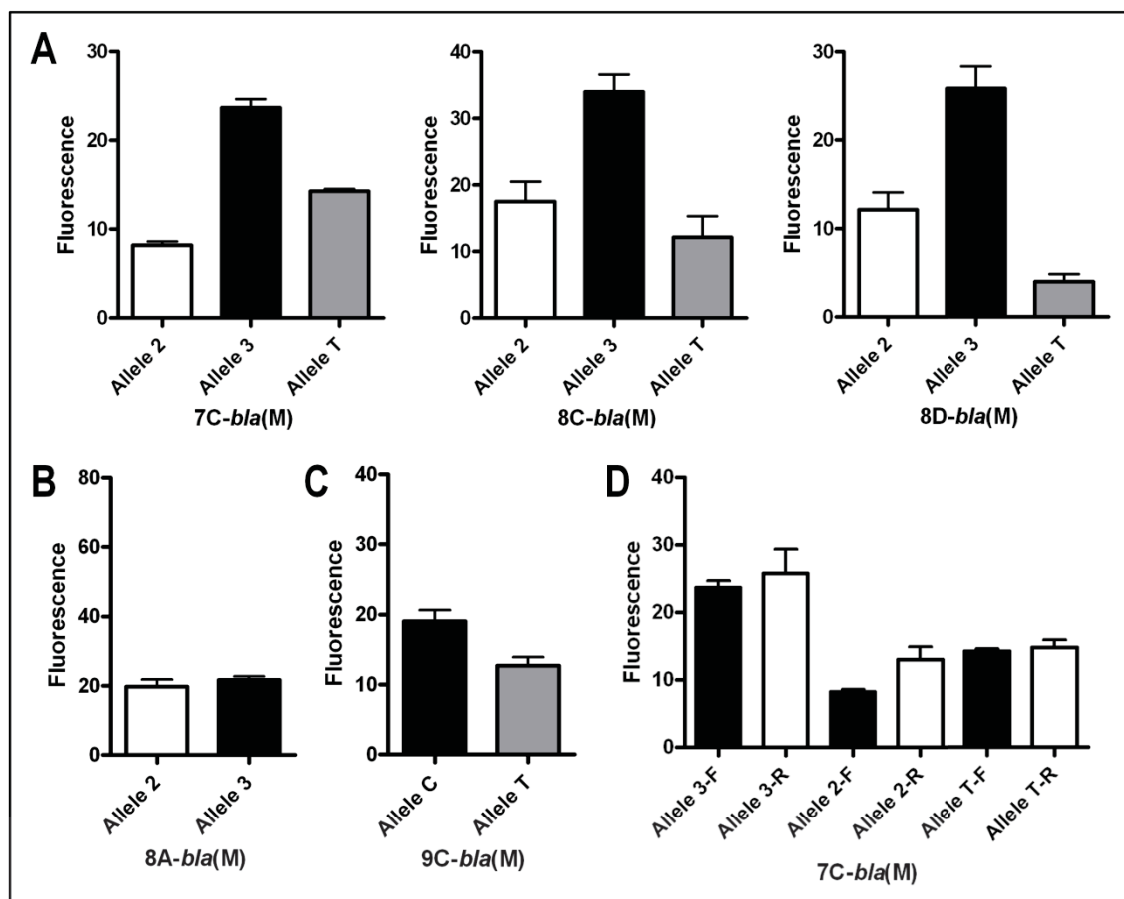 A
Fluorescence
30
20
10
0
Allele 2
Allele 3
Allele T
7C-bla(M)
Fluorescence
40
30
20
10
0
Allele 2
Allele 3
Allele T
8C-bla(M)
Fluorescence
30
20
10
0
Allele 2
Allele 3
Allele T
8D-bla(M)
B
Fluorescence
80
60
40
20
0
Allele 2
Allele 3
8A-bla(M)
C
Fluorescence
40
30
20
10
0
Allele C
Allele T
9C-bla(M)
D
Fluorescence
40
30
20
10
0
Allele 3-F
Allele 3-R
Allele 2-F
Allele 2-R
Allele T-F
Allele T-R
7C-bla(M)